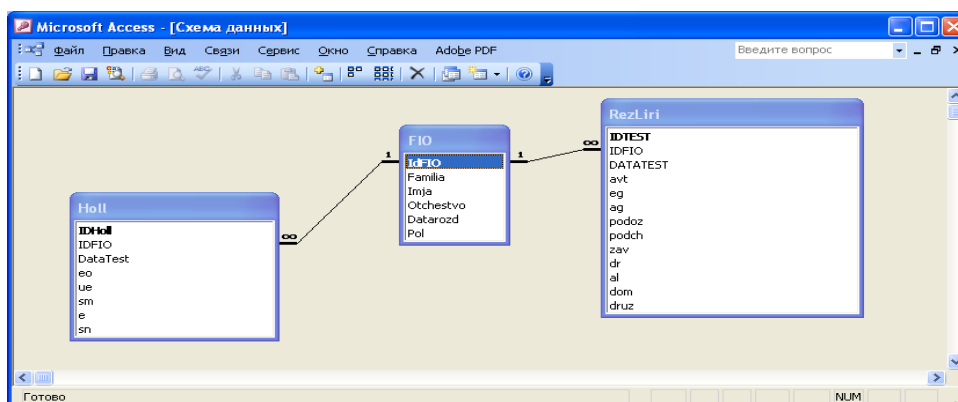 Microsoft Access - [Схема данных]
Файл Правка Вид Связи Сервис Окно Справка Adobe PDF Введите вопрос
FIO
IdFIO
Familia
Imja
Otchestvo
Datarozd
Pol
1
1
∞
∞
RezLiri
IDTEST
IDFIO
DATATEST
avt
eg
ag
podoz
podch
zav
dr
al
dom
druz
Holl
IDHoll
IDFIO
DataTest
eo
ue
sm
e
sn
Готово NUM